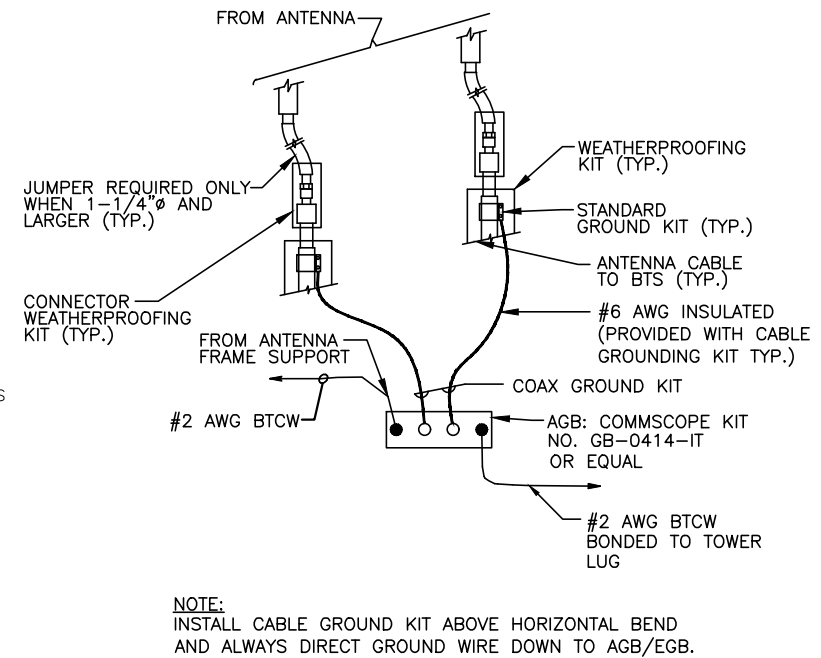 FROM ANTENNA
WEATHERPROOFING
KIT (TYP.)
JUMPER REQUIRED ONLY
WHEN 1-1/4"ø AND
LARGER (TYP.)
STANDARD
GROUND KIT (TYP.)
ANTENNA CABLE
TO BTS (TYP.)
CONNECTOR
WEATHERPROOFING
KIT (TYP.)
#6 AWG INSULATED
(PROVIDED WITH CABLE
GROUNDING KIT TYP.)
FROM ANTENNA
FRAME SUPPORT
COAX GROUND KIT
S
#2 AWG BTCW
AGB: COMMSCOPE KIT
NO. GB-0414-IT
OR EQUAL
#2 AWG BTCW
BONDED TO TOWER
LUG
NOTE:
INSTALL CABLE GROUND KIT ABOVE HORIZONTAL BEND
AND ALWAYS DIRECT GROUND WIRE DOWN TO AGB/EGB.